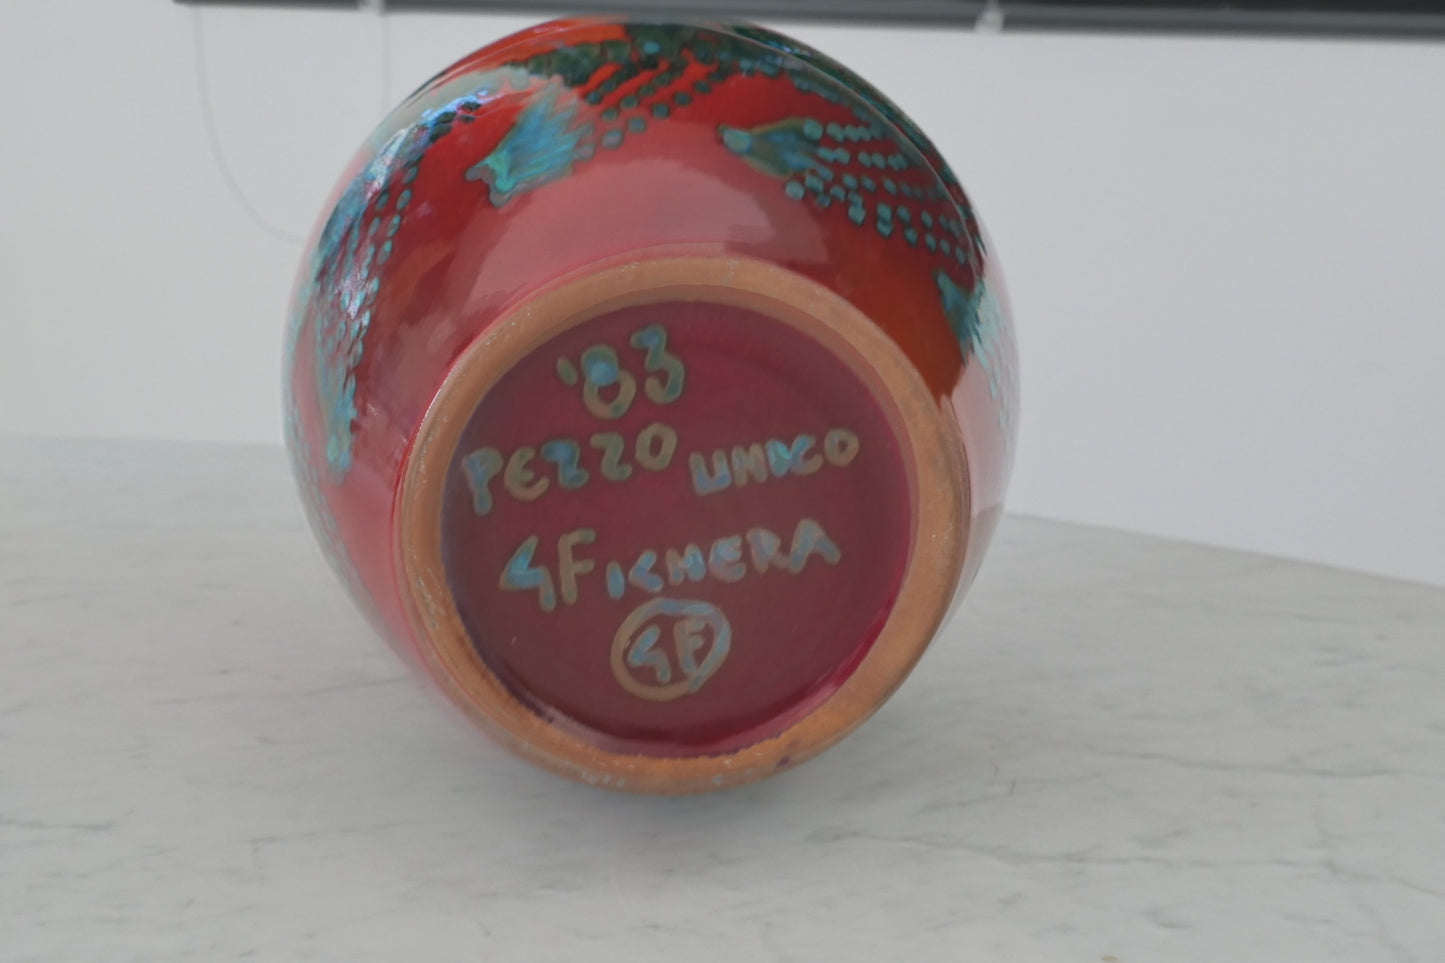 '83
PEZZO UNICO
GFICHERA
GF